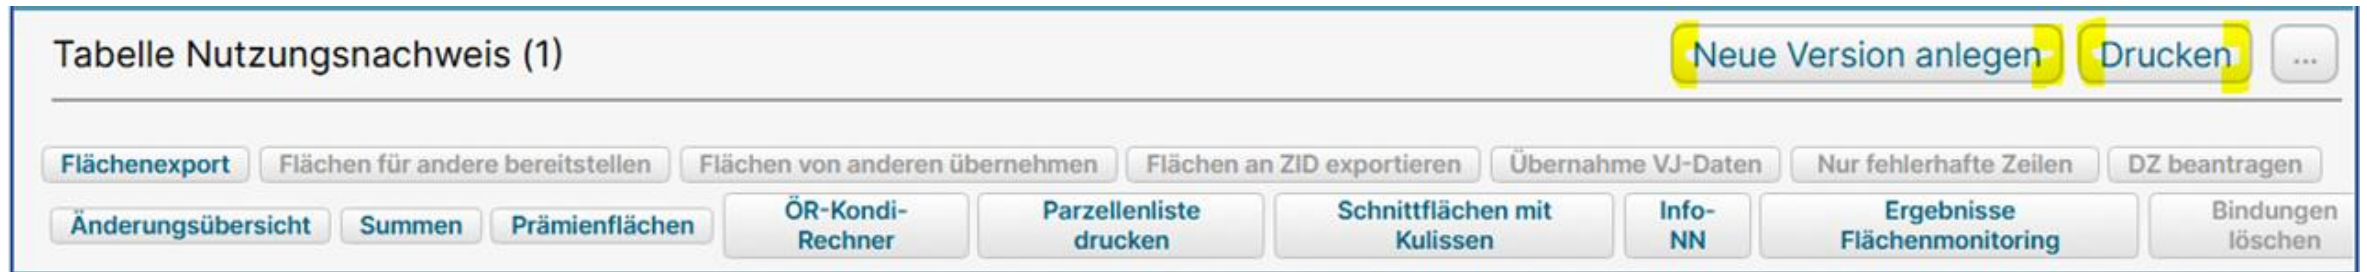 Tabelle Nutzungsnachweis (1) Neue Version anlegen Drucken ...
Flächenexport Flächen für andere bereitstellen Flächen von anderen übernehmen Flächen an ZID exportieren Übernahme VJ-Daten Nur fehlerhafte Zeilen DZ beantragen
Änderungsübersicht Summen Prämienflächen ÖR-Kondi- Parzellenliste Schnittflächen mit Info- Ergebnisse Bindungen
Rechner drucken Kulissen NN Flächenmonitoring löschen